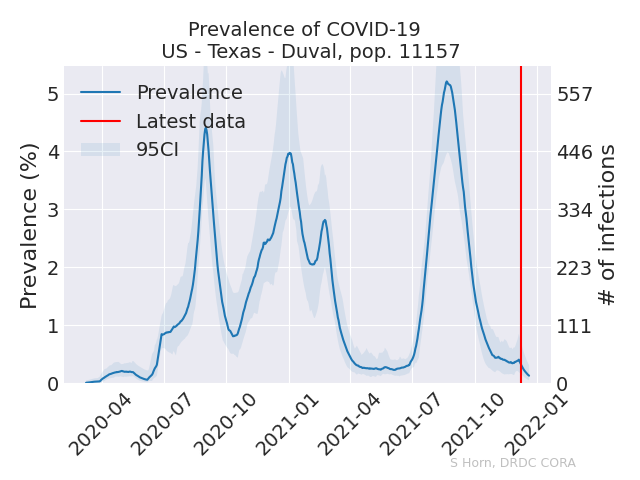 Prevalence of COVID-19
US - Texas - Duval, pop. 11157
Prevalence
Latest data
95CI
Prevalence (%)
5
4
3
2
1
0
557
446
334
223
111
0
# of infections
2020-04
2020-07
2020-10
2021-01
2021-04
2021-07
2021-10
2022-01
S Horn, DRDC CORA